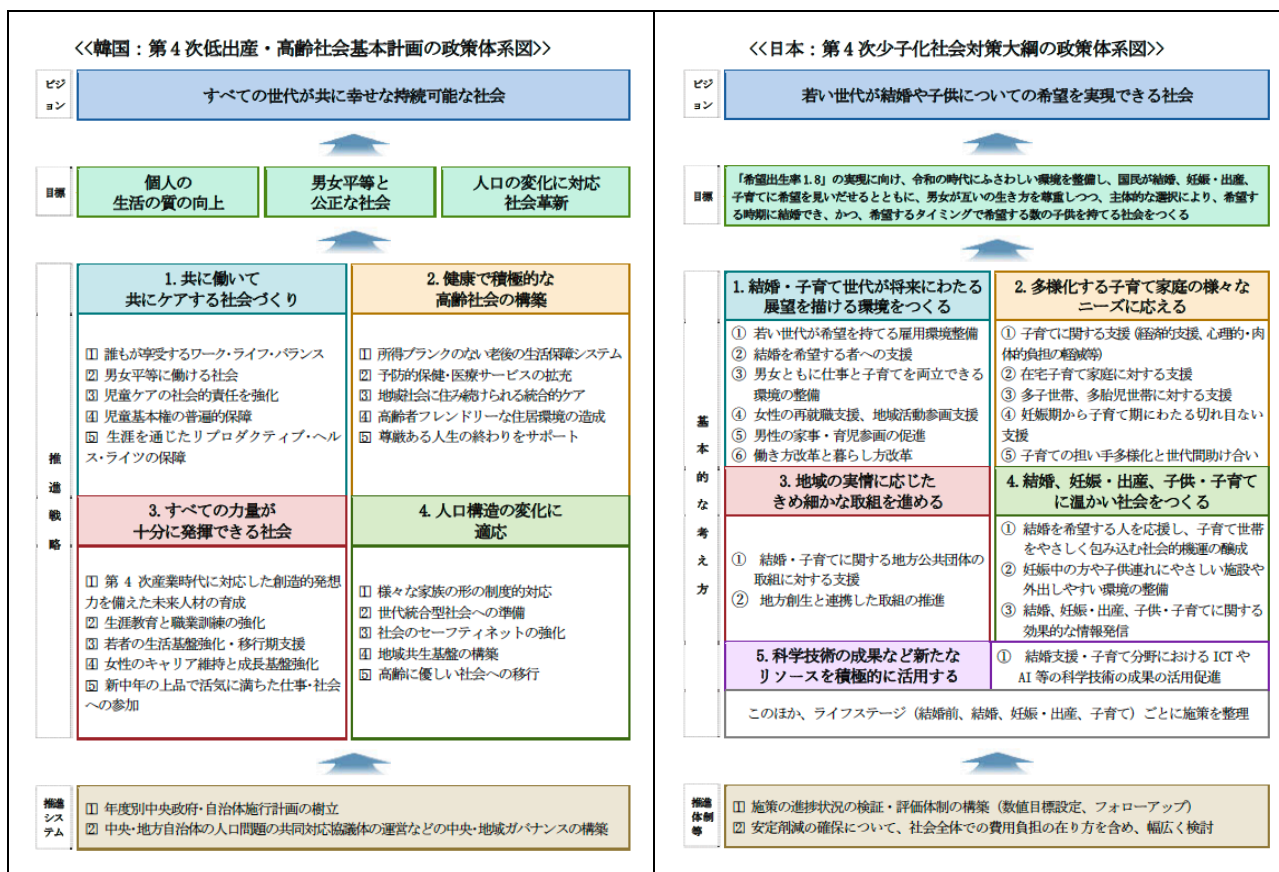 <<韓国：第４次低出産・高齢社会基本計画の政策体系図>>
ビジ
ョン
すべての世代が共に幸せな持続可能な社会
目標
個人の
生活の質の向上
男女平等と
公正な社会
人口の変化に対応
社会革新
推
進
戦
略
1. 共に働いて
共にケアする社会づくり
1 誰もが享受するワーク・ライフ・バランス
2 男女平等に働ける社会
3 児童ケアの社会的責任を強化
4 児童基本権の普遍的保障
5 生涯を通じたリプロダクティブ・ヘル
ス・ライツの保障
2. 健康で積極的な
高齢社会の構築
1 所得ブランクのない老後の生活保障システム
2 予防的保健・医療サービスの拡充
3 地域社会に住み続けられる統合的ケア
4 高齢者フレンドリーな住居環境の造成
5 尊厳ある人生の終わりをサポート
3. すべての力量が
十分に発揮できる社会
1 第 4 次産業時代に対応した創造的発想
力を備えた未来人材の育成
2 生涯教育と職業訓練の強化
3 若者の生活基盤強化・移行期支援
4 女性のキャリア維持と成長基盤強化
5 新中年の上品で活気に満ちた仕事・社会
への参加
4. 人口構造の変化に
適応
1 様々な家族の形の制度的対応
2 世代統合型社会への準備
3 社会のセーフティネットの強化
4 地域共生基盤の構築
5 高齢に優しい社会への移行
推進
シス
テム
1 年度別中央政府・自治体施行計画の樹立
2 中央・地方自治体の人口問題の共同対応協議体の運営などの中央・地域ガバナンスの構築
<<日本：第４次少子化社会対策大綱の政策体系図>>
ビジ
ョン
若い世代が結婚や子供についての希望を実現できる社会
目標
「希望出生率1.8」の実現に向け、令和の時代にふさわしい環境を整備し、国民が結婚、妊娠・出産、
子育てに希望を見いだせるとともに、男女が互いの生き方を尊重しつつ、主体的な選択により、希望す
る時期に結婚でき、かつ、希望するタイミングで希望する数の子供を持てる社会をつくる
基
本
的
な
考
え
方
1. 結婚・子育て世代が将来にわたる
展望を描ける環境をつくる
① 若い世代が希望を持てる雇用環境整備
② 結婚を希望する者への支援
③ 男女ともに仕事と子育てを両立できる
環境の整備
④ 女性の再就職支援、地域活動参画支援
⑤ 男性の家事・育児参画の促進
⑥ 働き方改革と暮らし方改革
2. 多様化する子育て家庭の様々な
ニーズに応える
① 子育てに関する支援（経済的支援、心理的・肉
体的負担の軽減等）
② 在宅子育て家庭に対する支援
③ 多子世帯、多胎児世帯に対する支援
④ 妊娠期から子育て期にわたる切れ目ない
支援
⑤ 子育ての担い手多様化と世代間助け合い
3. 地域の実情に応じた
きめ細かな取組を進める
① 結婚・子育てに関する地方公共団体の
取組に対する支援
② 地方創生と連携した取組の推進
4. 結婚、妊娠・出産、子供・子育て
に温かい社会をつくる
① 結婚を希望する人を応援し、子育て世帯
をやさしく包み込む社会的機運の醸成
② 妊娠中の方や子供連れにやさしい施設や
外出しやすい環境の整備
③ 結婚、妊娠・出産、子供・子育てに関する
効果的な情報発信
5. 科学技術の成果など新たな
リソースを積極的に活用する
① 結婚支援・子育て分野における ICT や
AI 等の科学技術の成果の活用促進
このほか、ライフステージ（結婚前、結婚、妊娠・出産、子育て）ごとに施策を整理
推進
体制
等
1 施策の進捗状況の検証・評価体制の構築（数値目標設定、フォローアップ）
2 安定削減の確保について、社会全体での費用負担の在り方を含め、幅広く検討